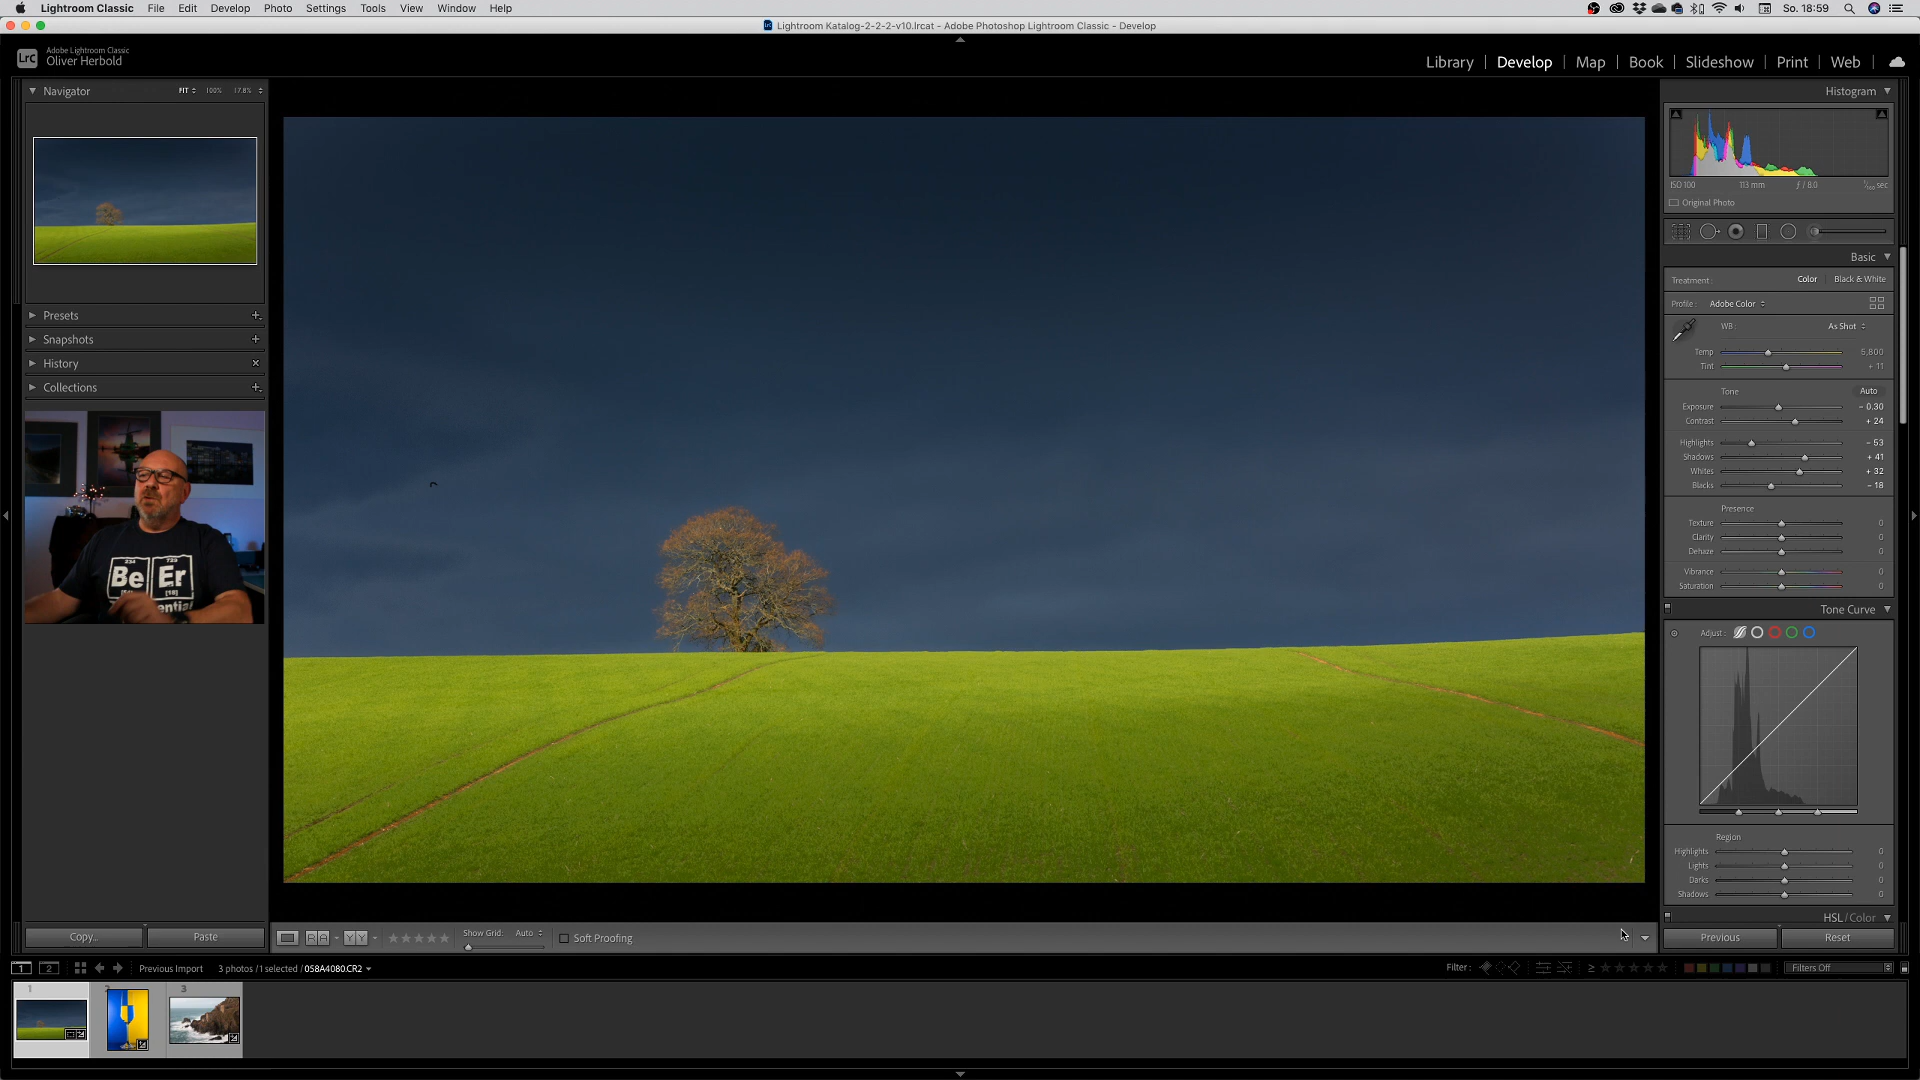 Lightroom Classic File Edit Develop Photo Settings Tools View Window Help So. 18:59
Lightroom Katalog-2-2-2-v10.lrcat - Adobe Photoshop Lightroom Classic - Develop
LrC Adobe Lightroom Classic
Oliver Herbold
Library | Develop | Map | Book | Slideshow | Print | Web
Navigator FIT 100% 17.8%
Presets
Snapshots
History
Collections
Be Er
234 729
[18]
Histogram
ISO 100 113 mm ƒ / 8.0 sec
Original Photo
Basic
Treatment: Color Black & White
Profile: Adobe Color
WB: As Shot
Temp 5,800
Tint + 11
Tone Auto
Exposure – 0.30
Contrast + 24
Highlights – 53
Shadows + 41
Whites + 32
Blacks – 18
Presence
Texture 0
Clarity 0
Dehaze 0
Vibrance 0
Saturation 0
Tone Curve
Adjust:
Region
Highlights 0
Lights 0
Darks 0
Shadows 0
HSL / Color
Copy... Paste
R A Y Y
Show Grid: Auto
Soft Proofing
Previous Reset
1 2 Previous Import 3 photos / 1 selected / 058A4080.CR2
Filter: ≥ Filters Off
1 2 3